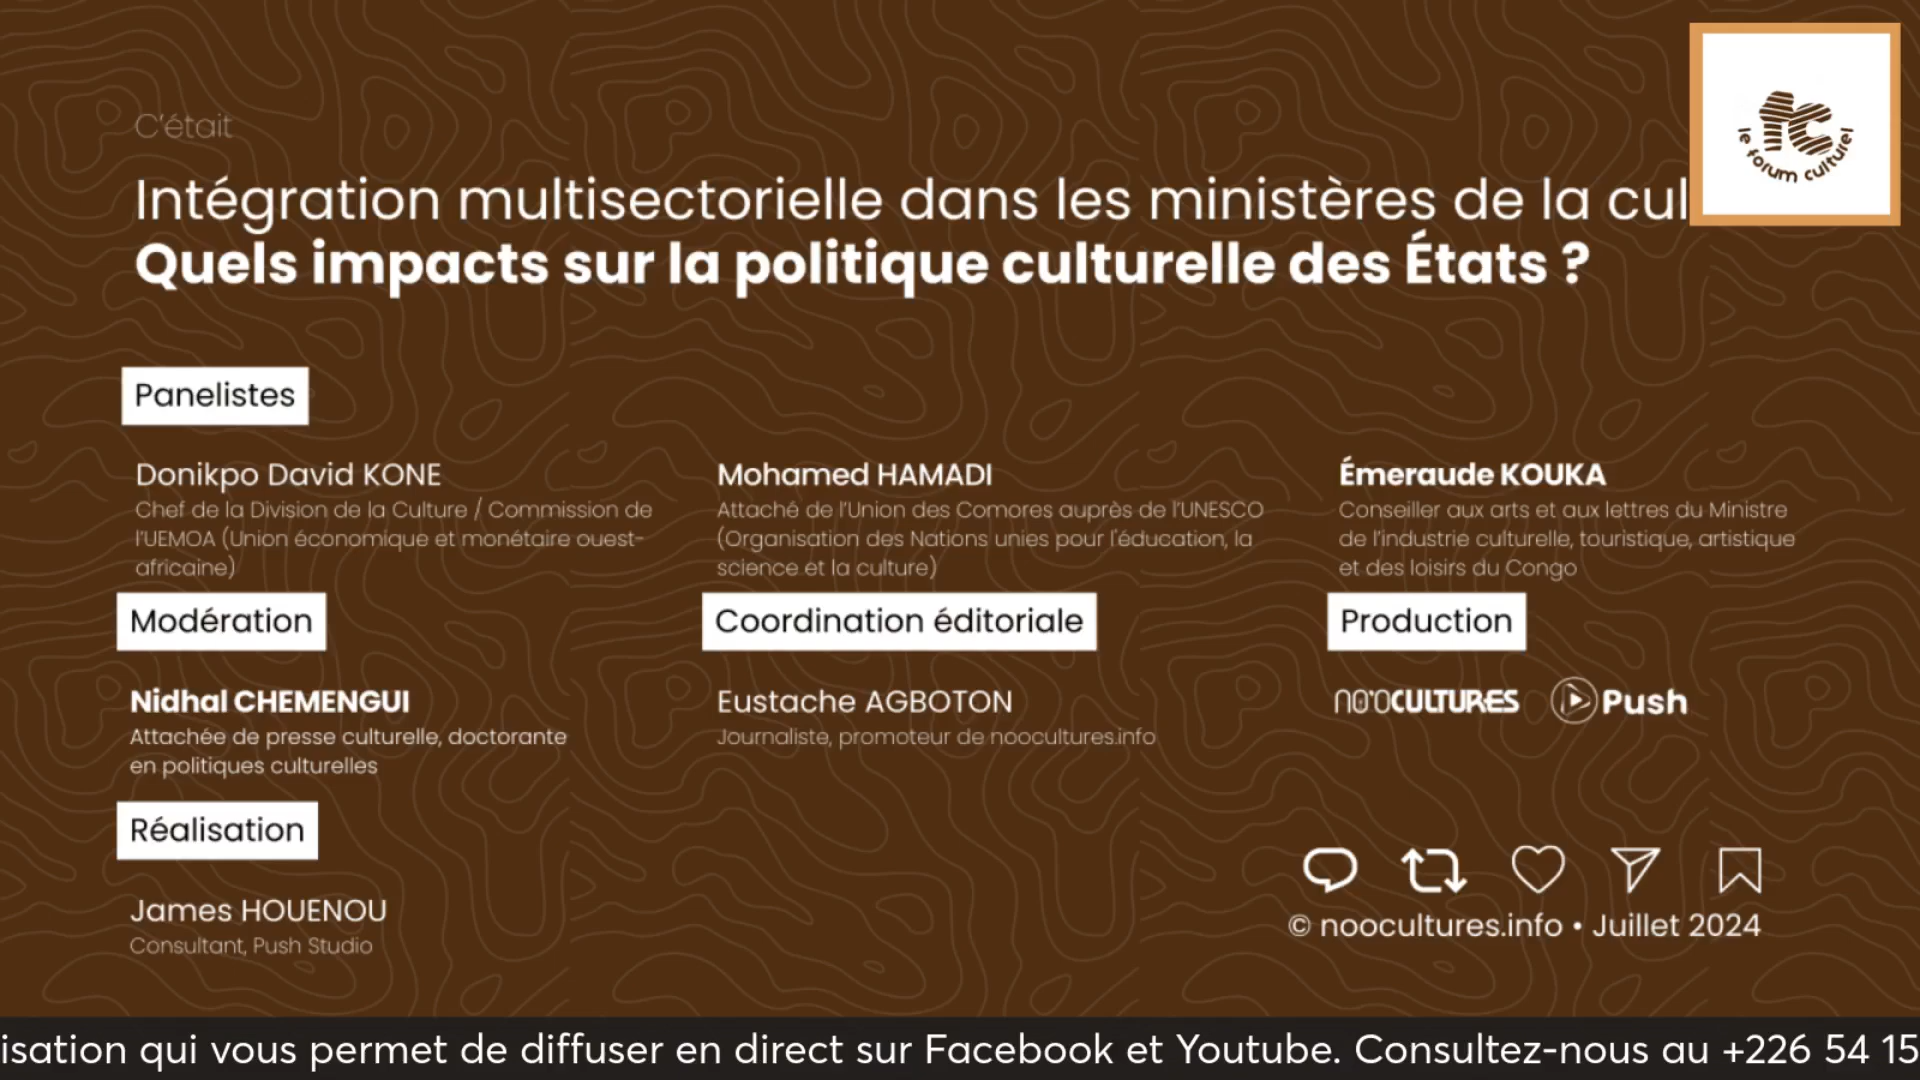 C'était
Intégration multisectorielle dans les ministères de la cul
Quels impacts sur la politique culturelle des États ?
fc
le forum culturel
Panelistes
Donikpo David KONE
Chef de la Division de la Culture / Commission de
l'UEMOA (Union économique et monétaire ouest-
africaine)
Mohamed HAMADI
Attaché de l'Union des Comores auprès de l'UNESCO
(Organisation des Nations unies pour l'éducation, la
science et la culture)
Émeraude KOUKA
Conseiller aux arts et aux lettres du Ministre
de l'industrie culturelle, touristique, artistique
et des loisirs du Congo
Modération
Nidhal CHEMENGUI
Attachée de presse culturelle, doctorante
en politiques culturelles
Coordination éditoriale
Eustache AGBOTON
Journaliste, promoteur de noocultures.info
Production
NOOCULTURES
Push
Réalisation
James HOUENOU
Consultant, Push Studio
© noocultures.info • Juillet 2024
isation qui vous permet de diffuser en direct sur Facebook et Youtube. Consultez-nous au +226 54 15